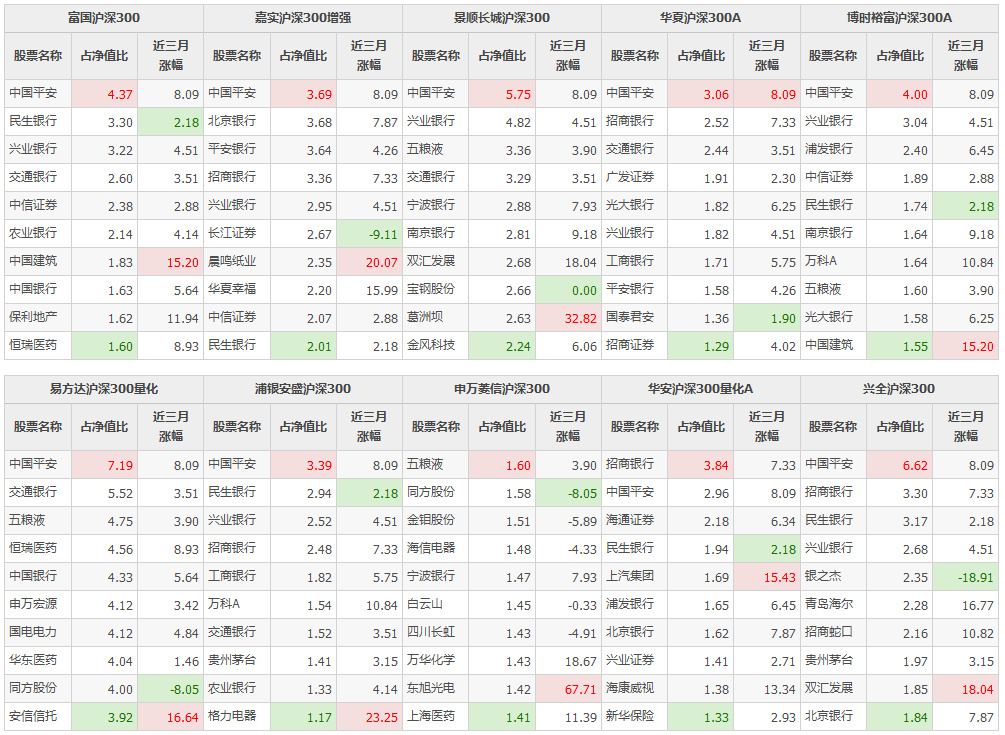 富国沪深300 嘉实沪深300增强 景顺长城沪深300 华夏沪深300A 博时裕富沪深300A
股票名称 占净值比 近三月涨幅 股票名称 占净值比 近三月涨幅 股票名称 占净值比 近三月涨幅 股票名称 占净值比 近三月涨幅 股票名称 占净值比 近三月涨幅
中国平安 4.37 8.09 中国平安 3.69 8.09 中国平安 5.75 8.09 中国平安 3.06 8.09 中国平安 4.00 8.09
民生银行 3.30 2.18 北京银行 3.68 7.87 兴业银行 4.82 4.51 招商银行 2.52 7.33 兴业银行 3.04 4.51
兴业银行 3.22 4.51 平安银行 3.64 4.26 五粮液 3.36 3.90 交通银行 2.44 3.51 浦发银行 2.40 6.45
交通银行 2.60 3.51 招商银行 3.36 7.33 交通银行 3.29 3.51 广发证券 1.91 2.30 中信证券 1.89 2.88
中信证券 2.38 2.88 兴业银行 2.95 4.51 宁波银行 2.88 7.93 光大银行 1.82 6.25 民生银行 1.74 2.18
农业银行 2.14 4.14 长江证券 2.67 -9.11 南京银行 2.81 9.18 兴业银行 1.82 4.51 南京银行 1.64 9.18
中国建筑 1.83 15.20 晨鸣纸业 2.35 20.07 双汇发展 2.68 18.04 工商银行 1.71 5.75 万科A 1.64 10.84
中国银行 1.63 5.64 华夏幸福 2.20 15.99 宝钢股份 2.66 0.00 平安银行 1.58 4.26 五粮液 1.60 3.90
保利地产 1.62 11.94 中信证券 2.07 2.88 葛洲坝 2.63 32.82 国泰君安 1.36 1.90 光大银行 1.58 6.25
恒瑞医药 1.60 8.93 民生银行 2.01 2.18 金风科技 2.24 6.06 招商证券 1.29 4.02 中国建筑 1.55 15.20
易方达沪深300量化 浦银安盛沪深300 申万菱信沪深300 华安沪深300量化A 兴全沪深300
股票名称 占净值比 近三月涨幅 股票名称 占净值比 近三月涨幅 股票名称 占净值比 近三月涨幅 股票名称 占净值比 近三月涨幅 股票名称 占净值比 近三月涨幅
中国平安 7.19 8.09 中国平安 3.39 8.09 五粮液 1.60 3.90 招商银行 3.84 7.33 中国平安 6.62 8.09
交通银行 5.52 3.51 民生银行 2.94 2.18 同方股份 1.58 -8.05 中国平安 2.96 8.09 招商银行 3.30 7.33
五粮液 4.75 3.90 兴业银行 2.52 4.51 金钼股份 1.51 -5.89 海通证券 2.18 6.34 民生银行 3.17 2.18
恒瑞医药 4.56 8.93 招商银行 2.48 7.33 海信电器 1.48 -4.33 民生银行 1.94 2.18 兴业银行 2.68 4.51
中国银行 4.33 5.64 工商银行 1.82 5.75 宁波银行 1.47 7.93 上汽集团 1.69 15.43 银之杰 2.35 -18.91
申万宏源 4.12 3.42 万科A 1.54 10.84 白云山 1.45 -0.33 浦发银行 1.65 6.45 青岛海尔 2.28 16.77
国电电力 4.12 4.84 交通银行 1.52 3.51 四川长虹 1.43 -4.91 北京银行 1.62 7.87 招商蛇口 2.16 10.82
华东医药 4.04 1.46 贵州茅台 1.41 3.15 万华化学 1.43 18.67 兴业证券 1.41 2.71 贵州茅台 1.97 3.15
同方股份 4.00 -8.05 农业银行 1.33 4.14 东旭光电 1.42 67.71 海康威视 1.38 13.34 双汇发展 1.85 18.04
安信信托 3.92 16.64 格力电器 1.17 23.25 上海医药 1.41 11.39 新华保险 1.33 2.93 北京银行 1.84 7.87